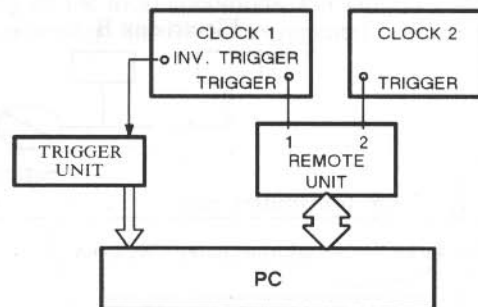 CLOCK 1
INV. TRIGGER
TRIGGER
CLOCK 2
TRIGGER
TRIGGER
UNIT
1 2
REMOTE
UNIT
PC